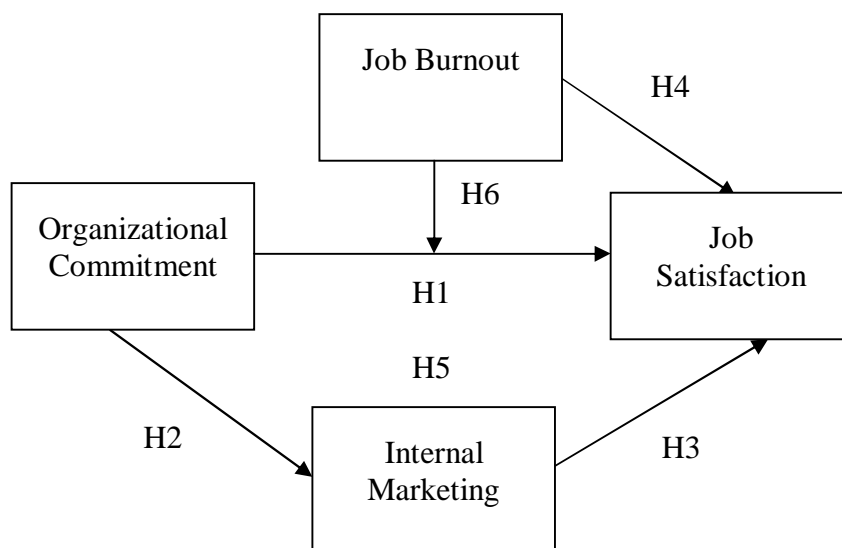 Job Burnout
H4
H6
Organizational
Commitment
Job
Satisfaction
H1
H5
H2
Internal
Marketing
H3